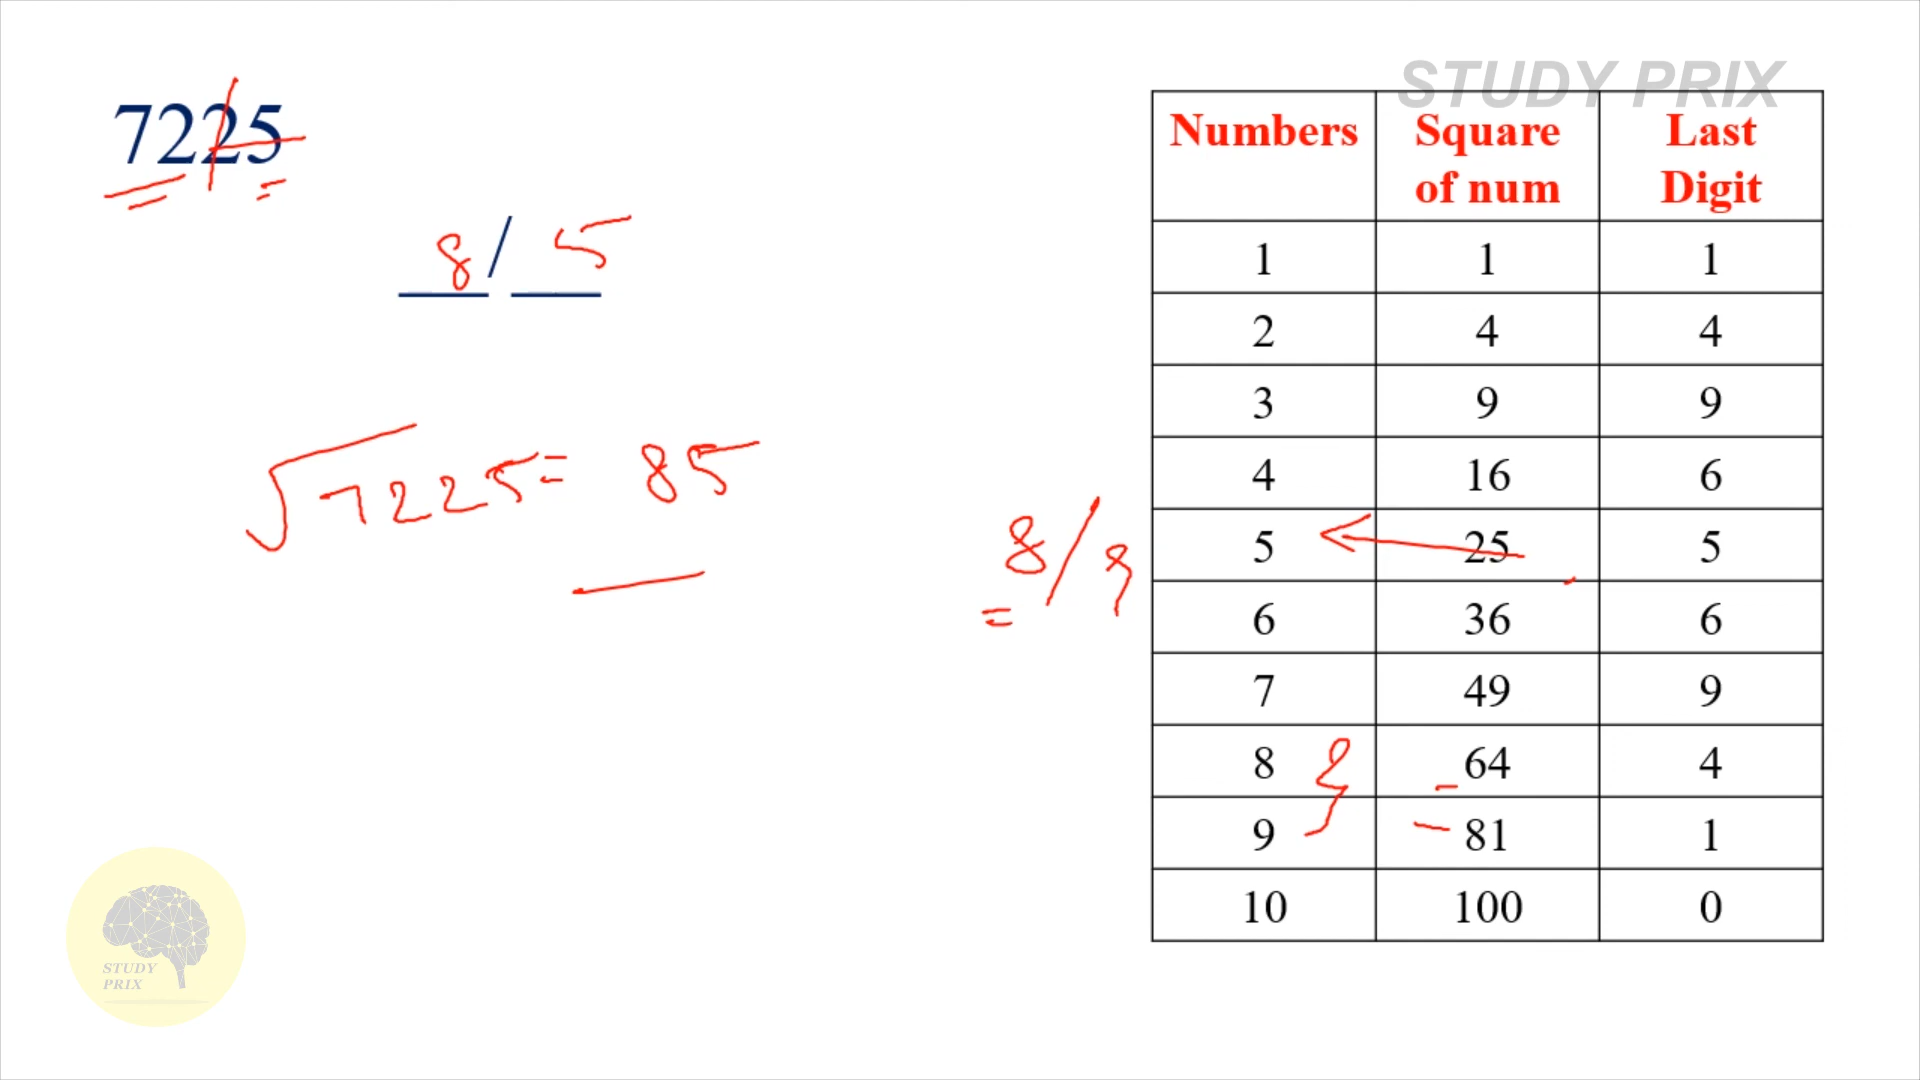 STUDY PRIX
7225
8 / 5
√7225 = 85
= 8/9
Numbers Square of num Last Digit
1 1 1
2 4 4
3 9 9
4 16 6
5 25 5
6 36 6
7 49 9
8 64 4
9 81 1
10 100 0
STUDY
PRIX